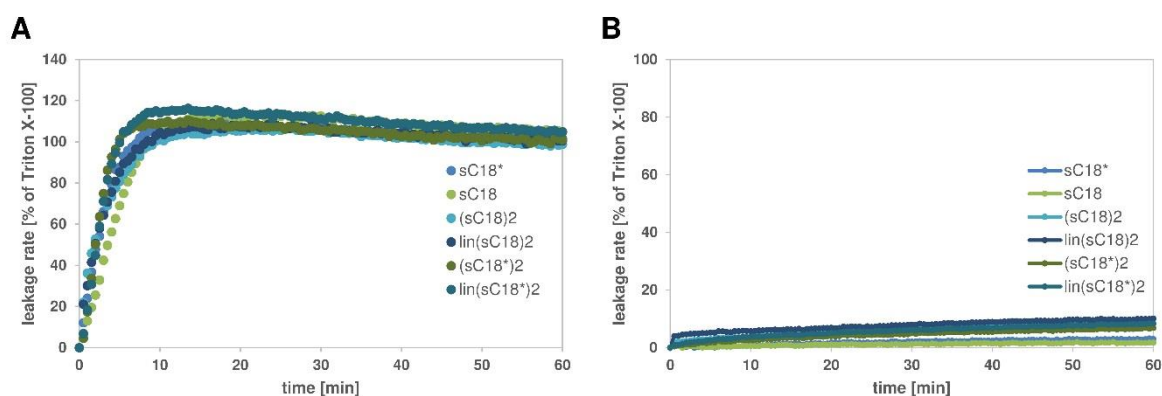 A
leakage rate [% of Triton X-100]
140
120
100
80
60
40
20
0
0 10 20 30 40 50 60
time [min]
sC18*
sC18
(sC18)2
lin(sC18)2
(sC18*)2
lin(sC18*)2
B
leakage rate [% of Triton X-100]
100
80
60
40
20
0
0 10 20 30 40 50 60
time [min]
sC18*
sC18
(sC18)2
lin(sC18)2
(sC18*)2
lin(sC18*)2